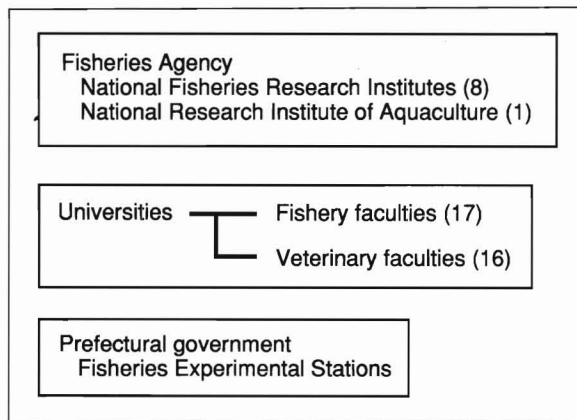 Fisheries Agency
National Fisheries Research Institutes (8)
National Research Institute of Aquaculture (1)
Universities
Fishery faculties (17)
Veterinary faculties (16)
Prefectural government
Fisheries Experimental Stations